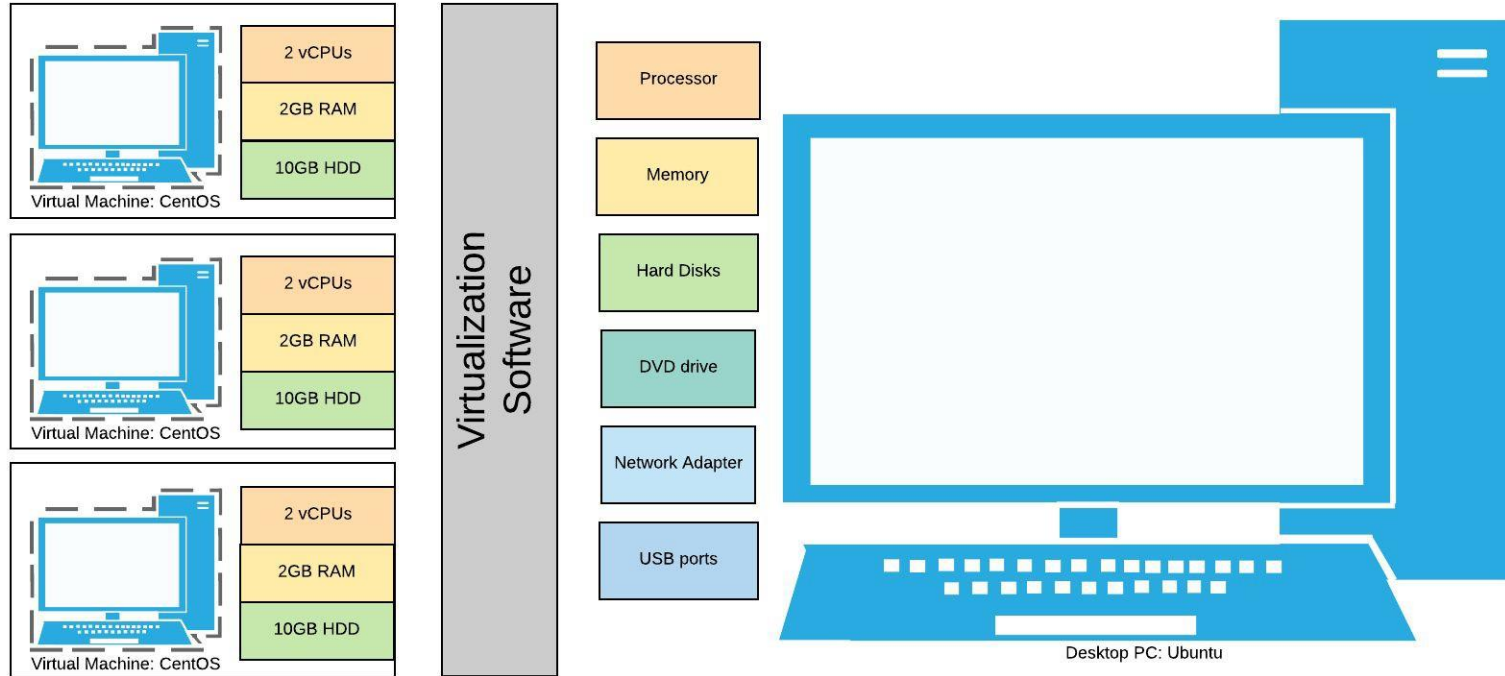 2 vCPUs
2GB RAM
10GB HDD
Virtual Machine: CentOS
2 vCPUs
2GB RAM
10GB HDD
Virtual Machine: CentOS
2 vCPUs
2GB RAM
10GB HDD
Virtual Machine: CentOS
Virtualization
Software
Processor
Memory
Hard Disks
DVD drive
Network Adapter
USB ports
Desktop PC: Ubuntu